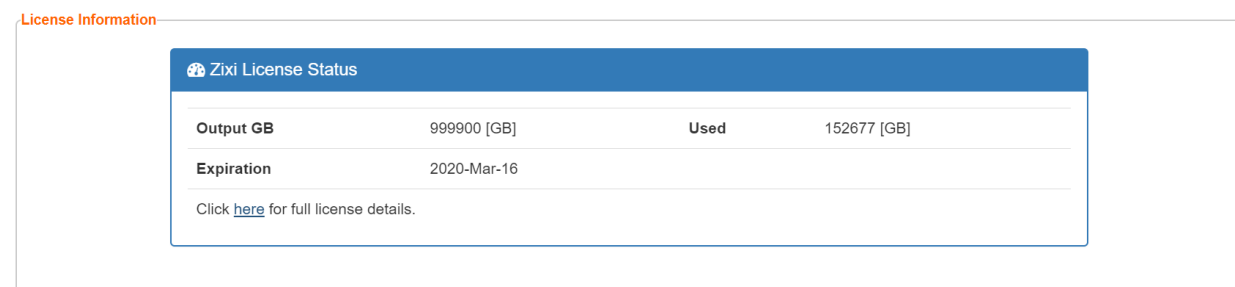 License Information
Zixi License Status
Output GB 999900 [GB] Used 152677 [GB]
Expiration 2020-Mar-16
Click here for full license details.